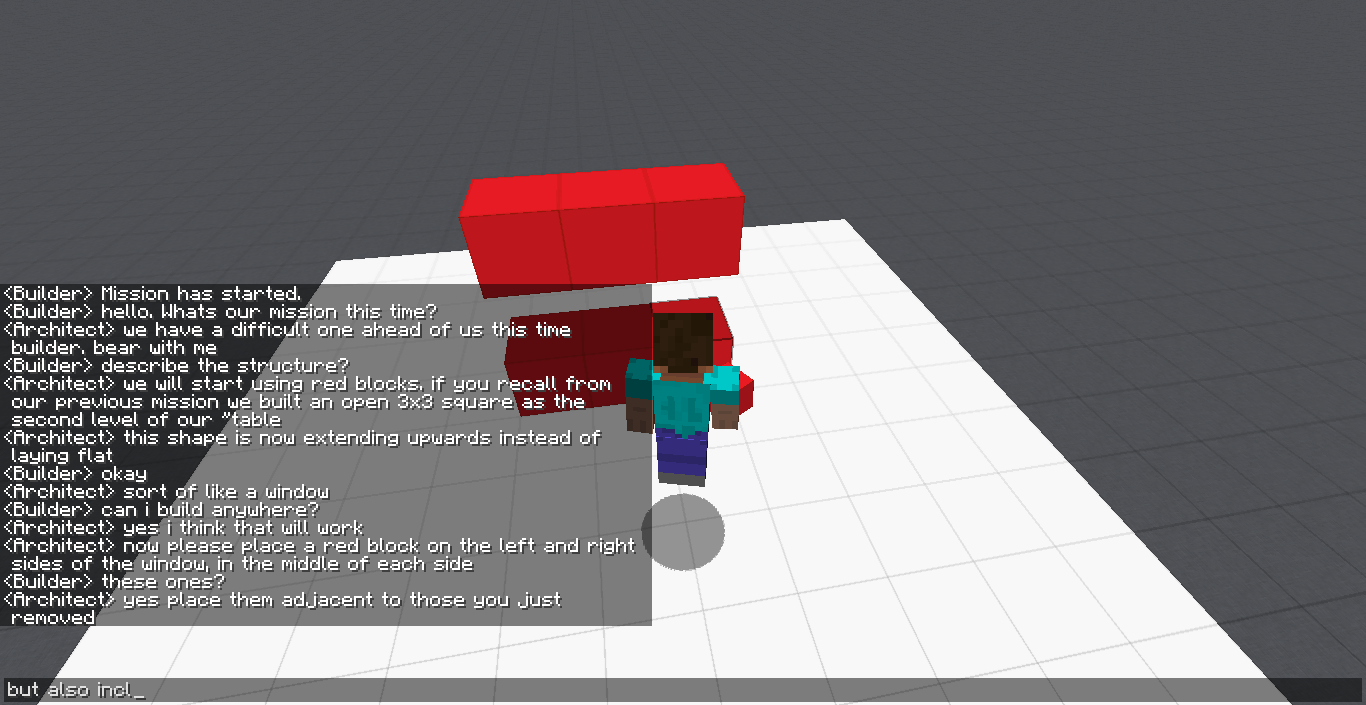 <Builder> Mission has started.
<Builder> hello. Whats our mission this time?
<Architect> we have a difficult one ahead of us this time
builder. bear with me
<Builder> describe the structure?
<Architect> we will start using red blocks. if you recall from
our previous mission we built an open 3x3 square as the
second level of our "table
<Architect> this shape is now extending upwards instead of
laying flat
<Builder> okay
<Architect> sort of like a window
<Builder> can i build anywhere?
<Architect> yes i think that will work
<Architect> now please place a red block on the left and right
sides of the window, in the middle of each side
<Builder> these ones?
<Architect> yes place them adjacent to those you just
removed
but also incl_